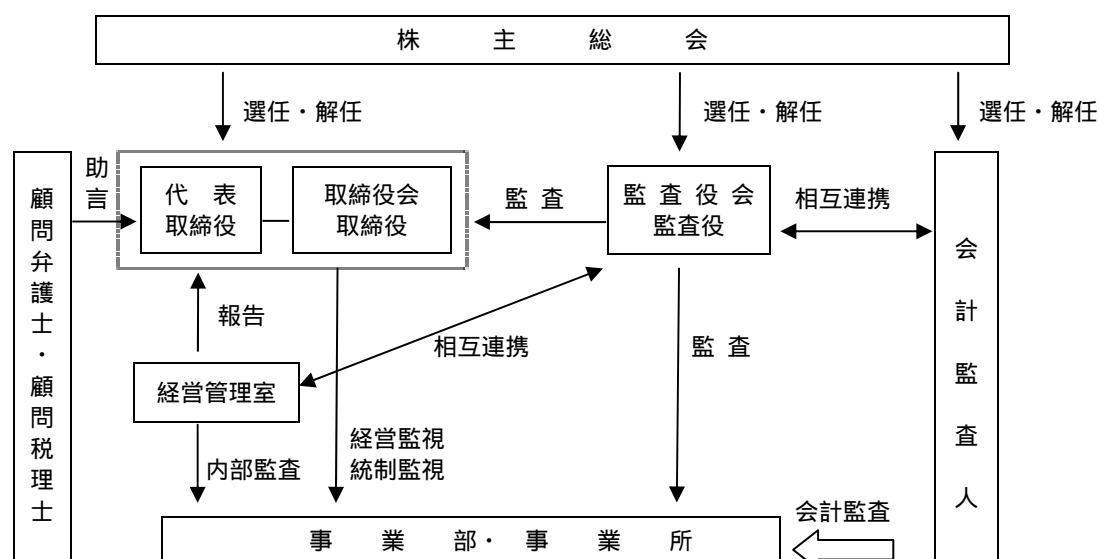 株主総会
選任・解任
選任・解任
選任・解任
顧問弁護士・顧問税理士
助言
代表
取締役
取締役会
取締役
監査
監査役会
監査役
相互連携
会計監査人
報告
相互連携
監査
経営管理室
内部監査
経営監視
統制監視
会計監査
事業部・事業所